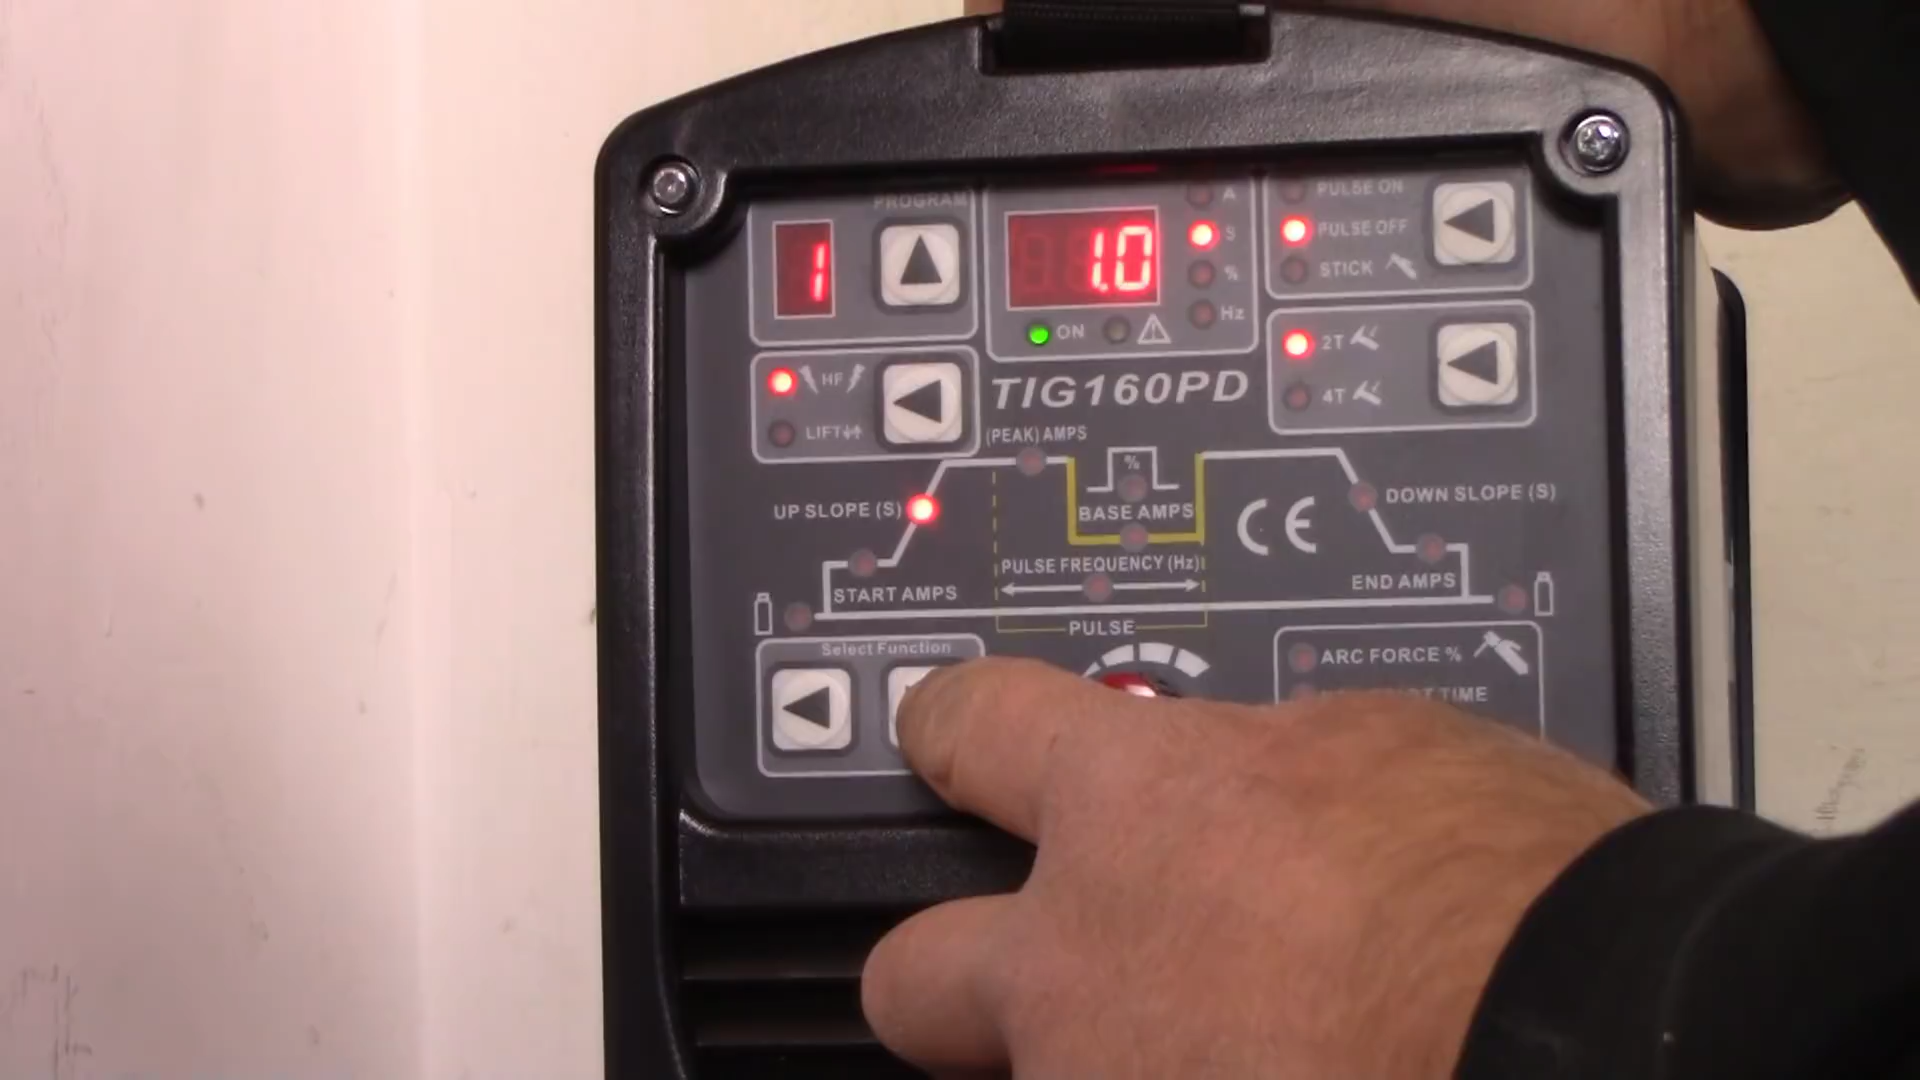 PROGRAM
1
1.0
A
S
%
Hz
ON
PULSE ON
PULSE OFF
STICK
HF
LIFT
TIG160PD
2T
4T
(PEAK) AMPS
%
UP SLOPE (S)
BASE AMPS
CE
DOWN SLOPE (S)
START AMPS
PULSE FREQUENCY (Hz)
END AMPS
PULSE
Select Function
ARC FORCE %
TIME